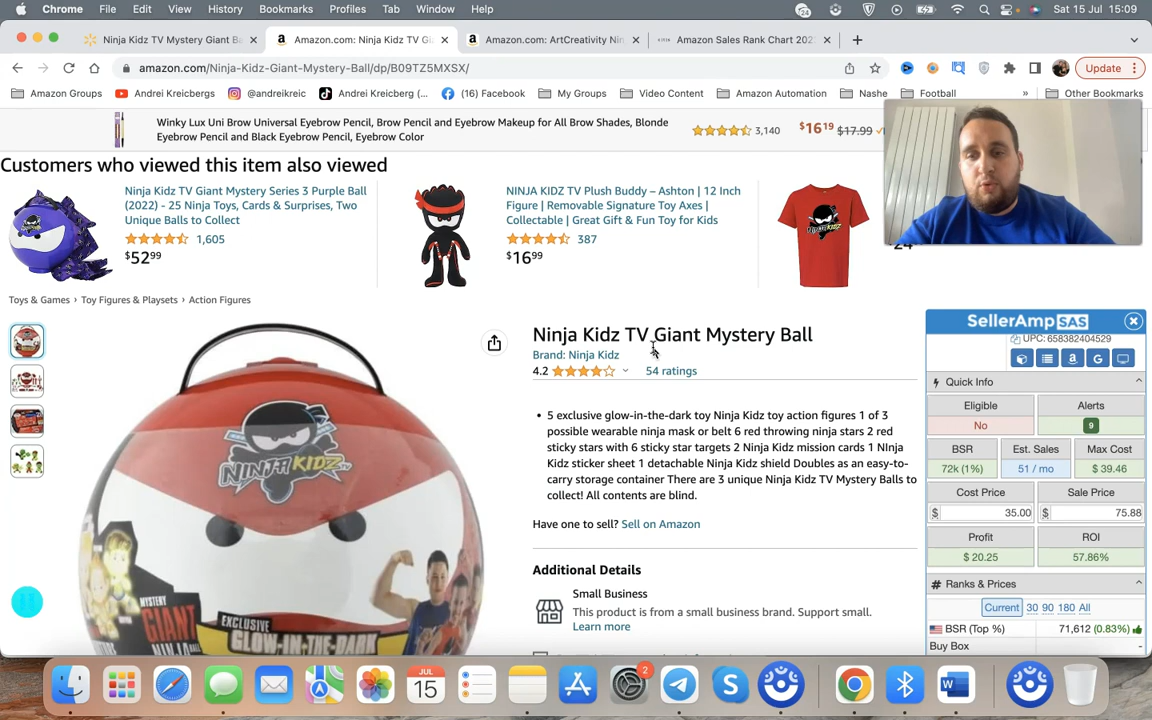 Chrome File Edit View History Bookmarks Profiles Tab Window Help 24 Sat 15 Jul 15:09
Ninja Kidz TV Mystery Giant Ba
Amazon.com: Ninja Kidz TV Gi
Amazon.com: ArtCreativity Nin
Amazon Sales Rank Chart 202
amazon.com/Ninja-Kidz-Giant-Mystery-Ball/dp/B09TZ5MXSX/
Update
Amazon Groups Andrei Kreicbergs @andreikreic Andrei Kreicberg (... (16) Facebook My Groups Video Content Amazon Automation Nashe Football » Other Bookmarks
Winky Lux Uni Brow Universal Eyebrow Pencil, Brow Pencil and Eyebrow Makeup for All Brow Shades, Blonde
Eyebrow Pencil and Black Eyebrow Pencil, Eyebrow Color
3,140 $16 19 $17.99
Customers who viewed this item also viewed
Ninja Kidz TV Giant Mystery Series 3 Purple Ball
(2022) - 25 Ninja Toys, Cards & Surprises, Two
Unique Balls to Collect
1,605
$52 99
NINJA KIDZ TV Plush Buddy – Ashton | 12 Inch
Figure | Removable Signature Toy Axes |
Collectable | Great Gift & Fun Toy for Kids
387
$16 99
Toys & Games › Toy Figures & Playsets › Action Figures
NINJA KIDZ TV
MYSTERY
GIANT
EXCLUSIVE
GLOW-IN-THE-DARK
Ninja Kidz TV Giant Mystery Ball
Brand: Ninja Kidz
4.2 54 ratings
• 5 exclusive glow-in-the-dark toy Ninja Kidz toy action figures 1 of 3
possible wearable ninja mask or belt 6 red throwing ninja stars 2 red
sticky stars with 6 sticky star targets 2 Ninja Kidz mission cards 1 NInja
Kidz sticker sheet 1 detachable Ninja Kidz shield Doubles as an easy-to-
carry storage container There are 3 unique Ninja Kidz TV Mystery Balls to
collect! All contents are blind.
Have one to sell? Sell on Amazon
Additional Details
Small Business
This product is from a small business brand. Support small.
Learn more
SellerAmp SAS
UPC: 658382404529
Quick Info
Eligible Alerts
No 9
BSR Est. Sales Max Cost
72k (1%) 51 / mo $ 39.46
Cost Price Sale Price
$ 35.00 $ 75.88
Profit ROI
$ 20.25 57.86%
# Ranks & Prices
Current 30 90 180 All
BSR (Top %) 71,612 (0.83%)
Buy Box -
JUL
15
2